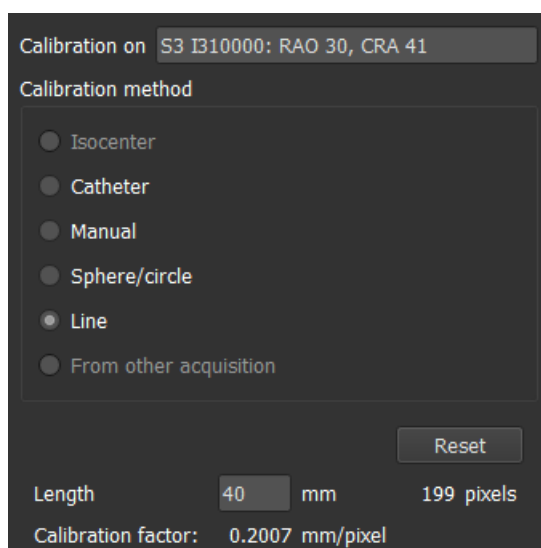 Calibration on S3 I310000: RAO 30, CRA 41
Calibration method
Isocenter
Catheter
Manual
Sphere/circle
Line
From other acquisition
Reset
Length 40 mm 199 pixels
Calibration factor: 0.2007 mm/pixel